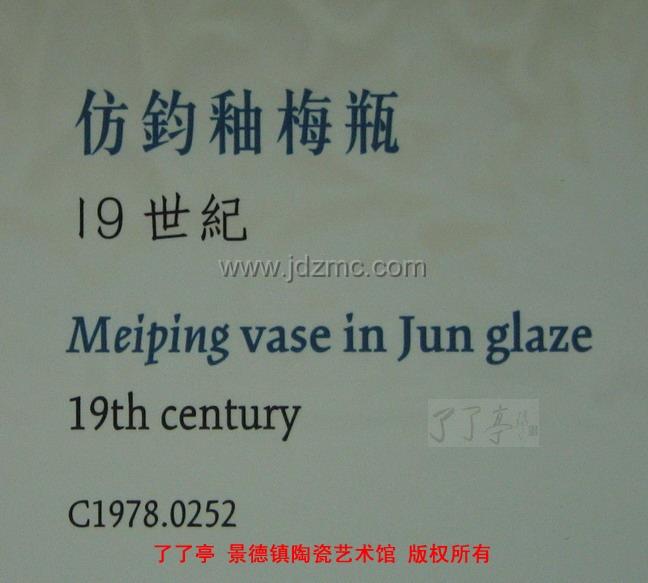 仿鈞釉梅瓶
19 世紀
www.jdzmc.com
Meiping vase in Jun glaze
19th century
了了亭
C1978.0252
了了亭 景德镇陶瓷艺术馆 版权所有